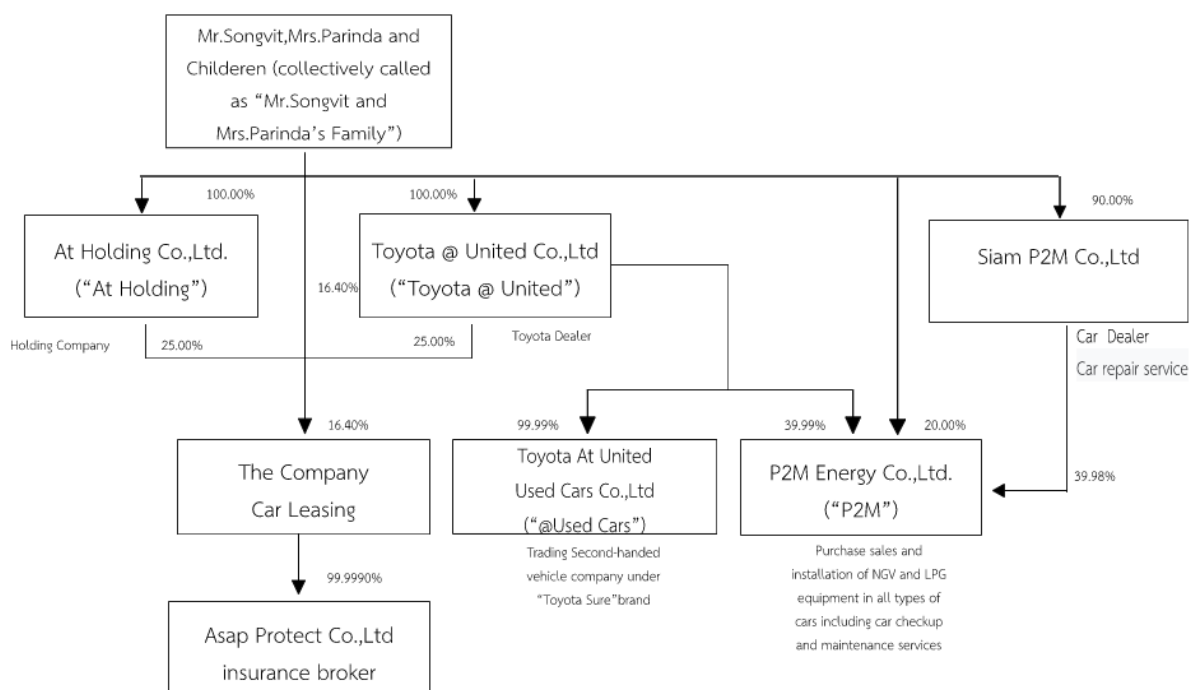 Mr.Songvit,Mrs.Parinda and
Childeren (collectively called
as “Mr.Songvit and
Mrs.Parinda’s Family”)
100.00%
100.00%
90.00%
At Holding Co.,Ltd.
(“At Holding”)
16.40%
Toyota @ United Co.,Ltd
(“Toyota @ United”)
Siam P2M Co.,Ltd
Holding Company
25.00%
25.00%
Toyota Dealer
Car Dealer
Car repair service
16.40%
99.99%
39.99%
20.00%
39.98%
The Company
Car Leasing
Toyota At United
Used Cars Co.,Ltd
(“@Used Cars”)
P2M Energy Co.,Ltd.
(“P2M”)
Trading Second-handed
vehicle company under
“Toyota Sure”brand
Purchase sales and
installation of NGV and LPG
equipment in all types of
cars including car checkup
and maintenance services
99.9990%
Asap Protect Co.,Ltd
insurance broker